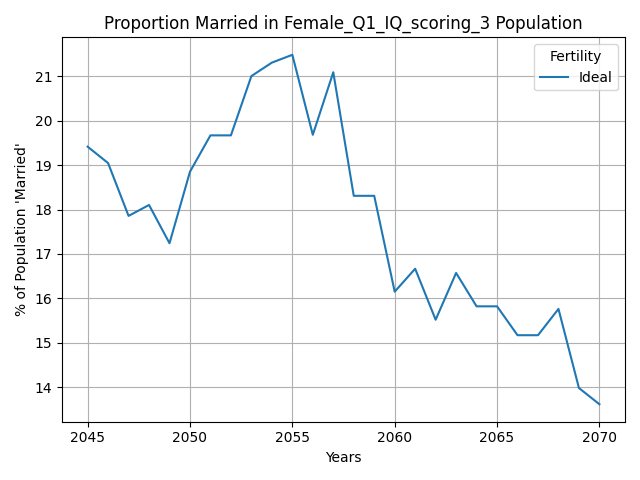 Proportion Married in Female_Q1_IQ_scoring_3 Population
Fertility
Ideal
% of Population 'Married'
21
20
19
18
17
16
15
14
2045 2050 2055 2060 2065 2070
Years